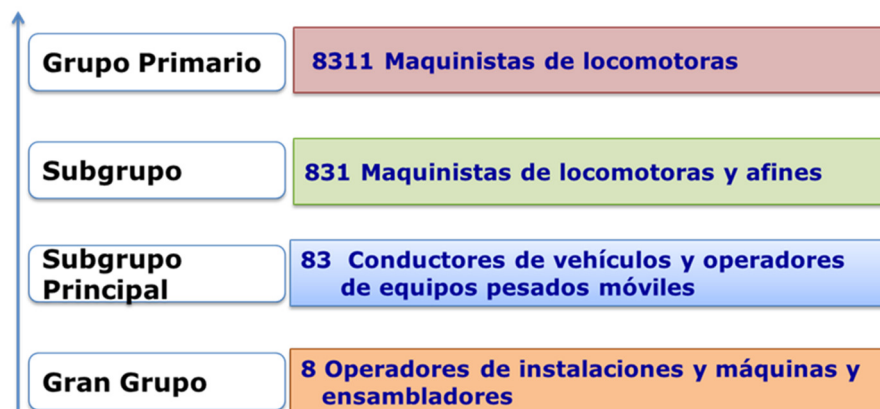 Grupo Primario
8311 Maquinistas de locomotoras
Subgrupo
831 Maquinistas de locomotoras y afines
Subgrupo
Principal
83 Conductores de vehículos y operadores
de equipos pesados móviles
Gran Grupo
8 Operadores de instalaciones y máquinas y
ensambladores